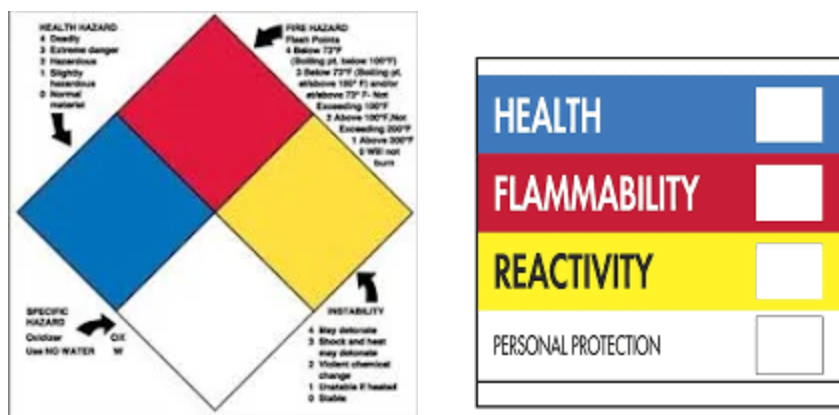 HEALTH HAZARD
4 Deadly
3 Extreme danger
2 Hazardous
1 Slightly
hazardous
0 Normal
material
FIRE HAZARD
Flash Points
4 Below 73°F
(Boiling pt. below 100°F)
3 Below 73°F (Boiling pt.
at/above 100° F) and/or
at/above 73° F- Not
Exceeding 100°F
2 Above 100°F, Not
Exceeding 200°F
1 Above 200°F
0 Will not
burn
SPECIFIC
HAZARD
Oxidizer OX
Use NO WATER W
INSTABILITY
4 May detonate
3 Shock and heat
may detonate
2 Violent chemical
change
1 Unstable if heated
0 Stable
HEALTH
FLAMMABILITY
REACTIVITY
PERSONAL PROTECTION